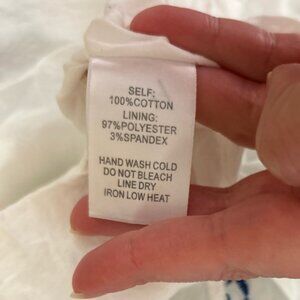 SELF:
100%COTTON
LINING:
97%POLYESTER
3%SPANDEX
HAND WASH COLD
DO NOT BLEACH
LINE DRY
IRON LOW HEAT